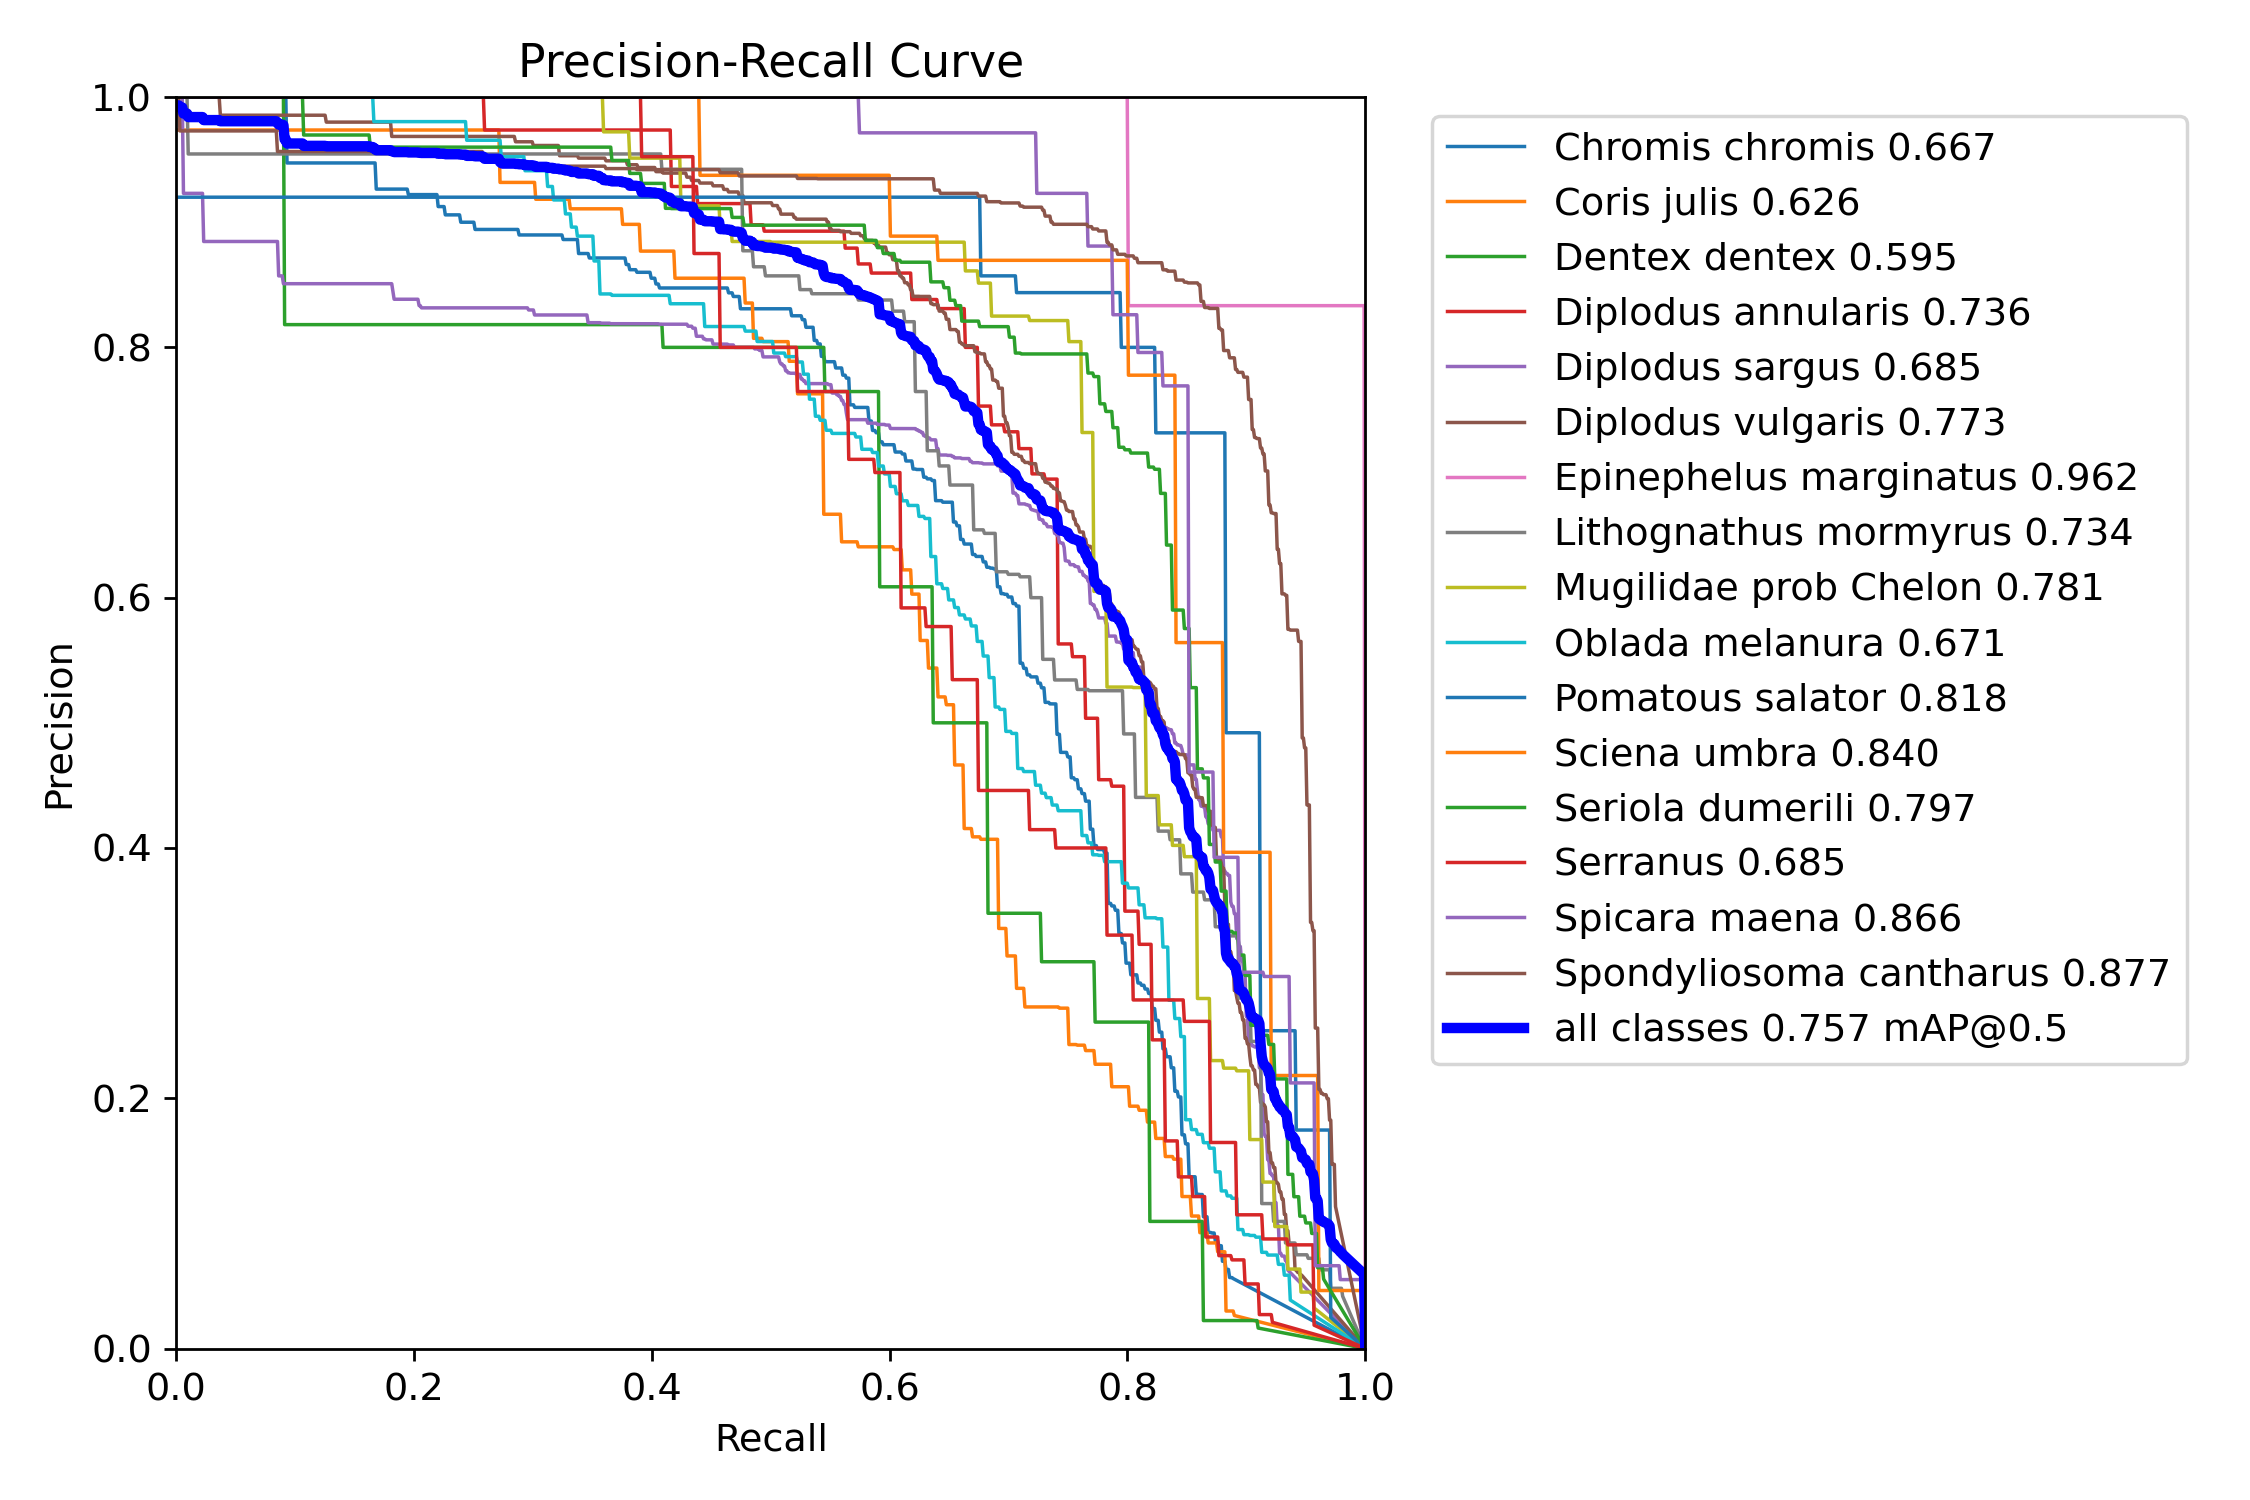 Precision-Recall Curve
1.0
0.8
0.6
0.4
0.2
0.0
Precision
0.0 0.2 0.4 0.6 0.8 1.0
Recall
Chromis chromis 0.667
Coris julis 0.626
Dentex dentex 0.595
Diplodus annularis 0.736
Diplodus sargus 0.685
Diplodus vulgaris 0.773
Epinephelus marginatus 0.962
Lithognathus mormyrus 0.734
Mugilidae prob Chelon 0.781
Oblada melanura 0.671
Pomatous salator 0.818
Sciena umbra 0.840
Seriola dumerili 0.797
Serranus 0.685
Spicara maena 0.866
Spondyliosoma cantharus 0.877
all classes 0.757 mAP@0.5